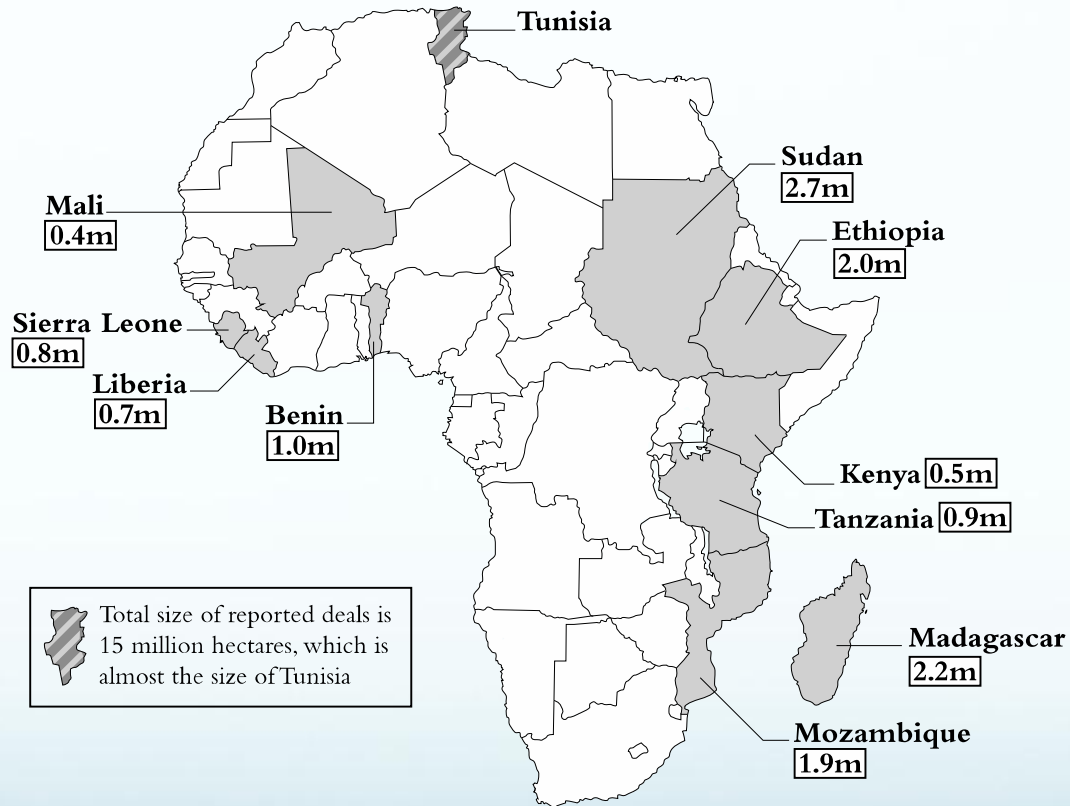 Tunisia
Sudan
2.7m
Mali
0.4m
Ethiopia
2.0m
Sierra Leone
0.8m
Liberia
0.7m
Benin
1.0m
Kenya 0.5m
Tanzania 0.9m
Total size of reported deals is
15 million hectares, which is
almost the size of Tunisia
Madagascar
2.2m
Mozambique
1.9m